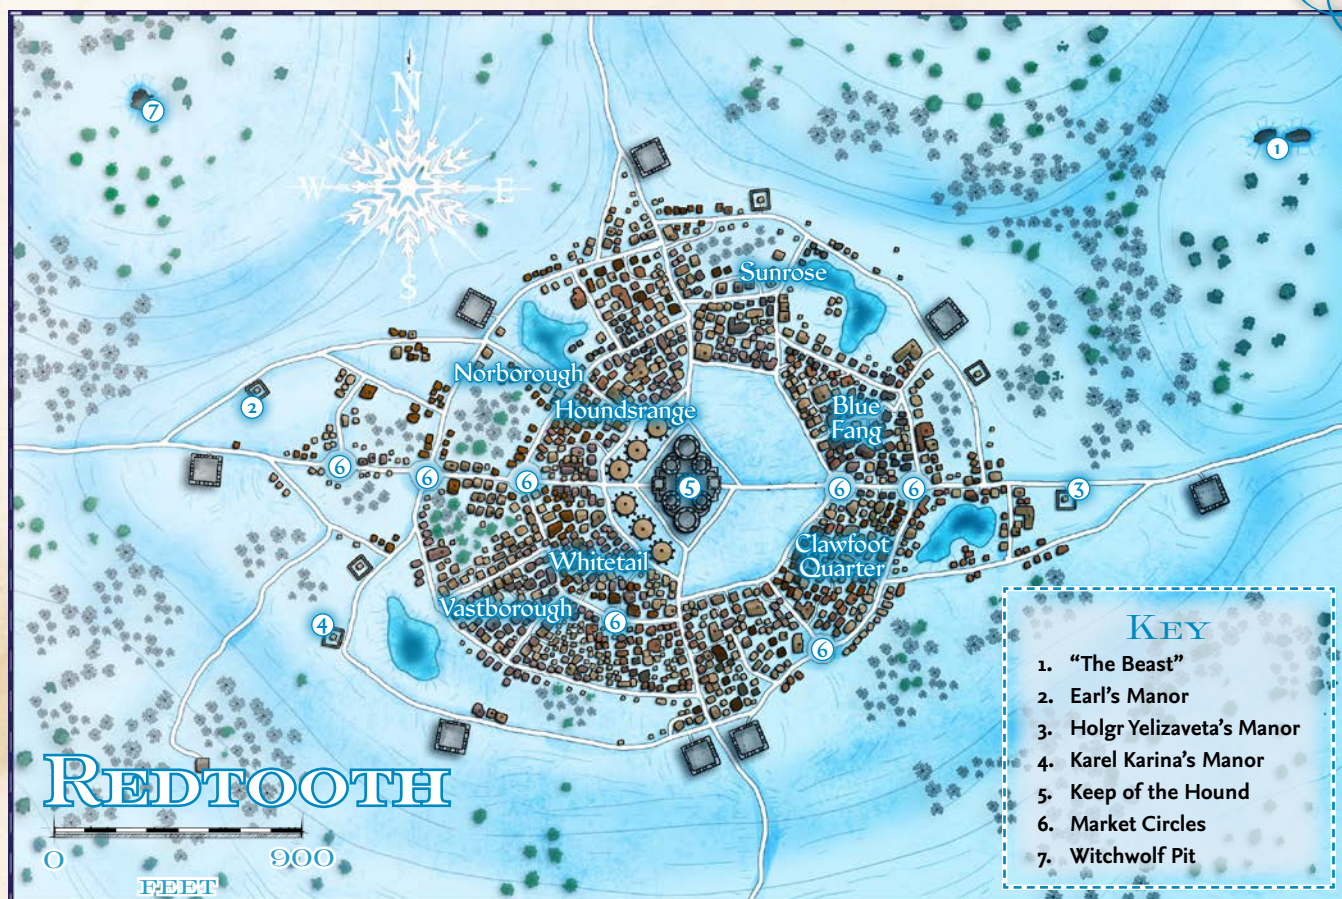 7
N
1
W
E
S
Sunrose
Norborough
2
Houndsrange
Blue
Fang
6
6
6
5
6
6
3
Whitetail
Clawfoot
Quarter
Vastborough
6
4
6
REDTOOTH
0
900
FEET
KEY
1. “The Beast”
2. Earl’s Manor
3. Holgr Yelizaveta’s Manor
4. Karel Karina’s Manor
5. Keep of the Hound
6. Market Circles
7. Witchwolf Pit